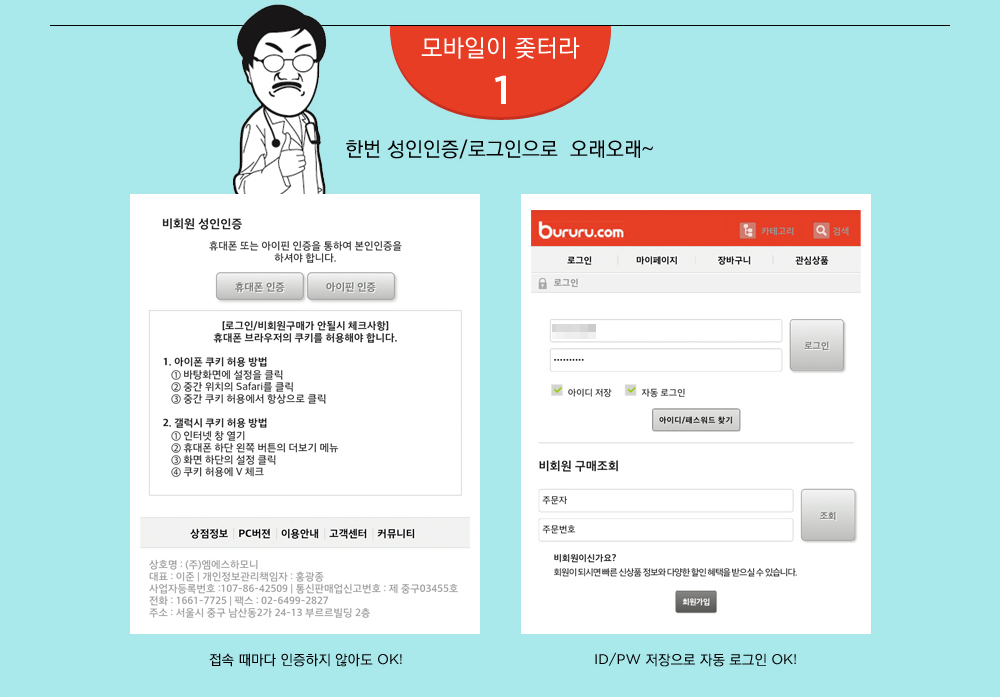 모바일이 좆터라
1
한번 성인인증/로그인으로 오래오래~
비회원 성인인증
휴대폰 또는 아이핀 인증을 통하여 본인인증을
하셔야 합니다.
휴대폰 인증
아이핀 인증
[로그인/비회원구매가 안될시 체크사항]
휴대폰 브라우저의 쿠키를 허용해야 합니다.
1. 아이폰 쿠키 허용 방법
① 바탕화면에 설정을 클릭
② 중간 위치의 Safari를 클릭
③ 중간 쿠키 허용에서 항상으로 클릭
2. 갤럭시 쿠키 허용 방법
① 인터넷 창 열기
② 휴대폰 하단 왼쪽 버튼의 더보기 메뉴
③ 화면 하단의 설정 클릭
④ 쿠키 허용에 V 체크
상점정보 | PC버젼 | 이용안내 | 고객센터 | 커뮤니티
상호명 : (주)엠에스하모니
대표 : 이준 | 개인정보관리책임자 : 홍광종
사업자등록번호 :107-86-42509 | 통신판매업신고번호 : 제 중구03455호
전화 : 1661-7725 | 팩스 : 02-6499-2827
주소 : 서울시 중구 남산동2가 24-13 부르르빌딩 2층
접속 때마다 인증하지 않아도 OK!
bururu.com 카테고리 검색
로그인 마이페이지 장바구니 관심상품
로그인
••••••••••
로그인
아이디 저장 자동 로그인
아이디/패스워드 찾기
비회원 구매조회
주문자
주문번호
조회
비회원이신가요?
회원이 되시면 빠른 신상품 정보와 다양한 할인 혜택을 받으실 수 있습니다.
회원가입
ID/PW 저장으로 자동 로그인 OK!